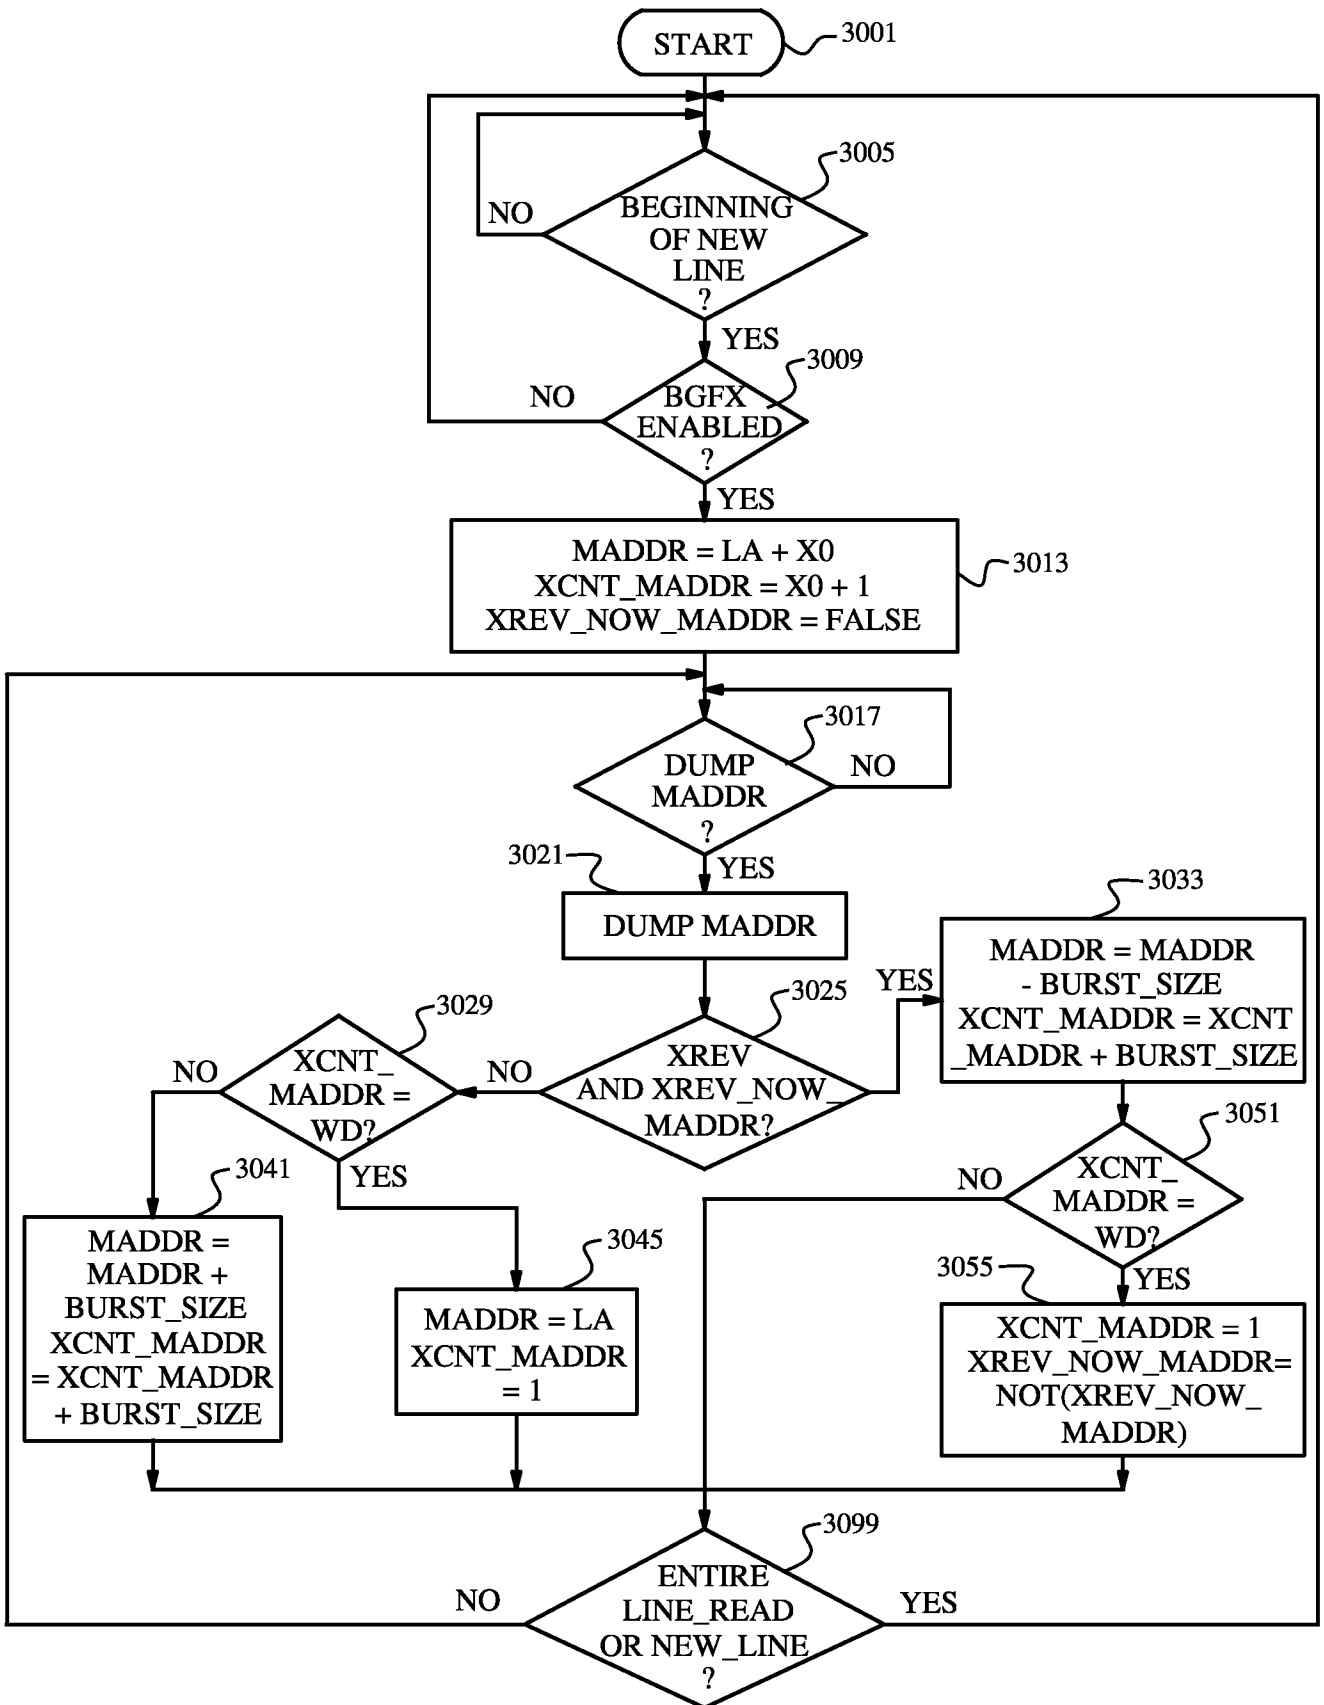 START
3001
3005
BEGINNING
OF NEW
LINE
?
NO
YES
3009
BGFX
ENABLED
?
NO
YES
MADDR = LA + X0
XCNT_MADDR = X0 + 1
XREV_NOW_MADDR = FALSE
3013
3017
DUMP
MADDR
?
NO
YES
3021
DUMP MADDR
3025
XREV
AND XREV_NOW_
MADDR?
NO
YES
3033
MADDR = MADDR
- BURST_SIZE
XCNT_MADDR = XCNT
_MADDR + BURST_SIZE
3029
XCNT_
MADDR =
WD?
NO
YES
3041
MADDR =
MADDR +
BURST_SIZE
XCNT_MADDR
= XCNT_MADDR
+ BURST_SIZE
3045
MADDR = LA
XCNT_MADDR
= 1
3051
XCNT_
MADDR =
WD?
NO
YES
3055
XCNT_MADDR = 1
XREV_NOW_MADDR=
NOT(XREV_NOW_
MADDR)
3099
ENTIRE
LINE_READ
OR NEW_LINE
?
NO
YES